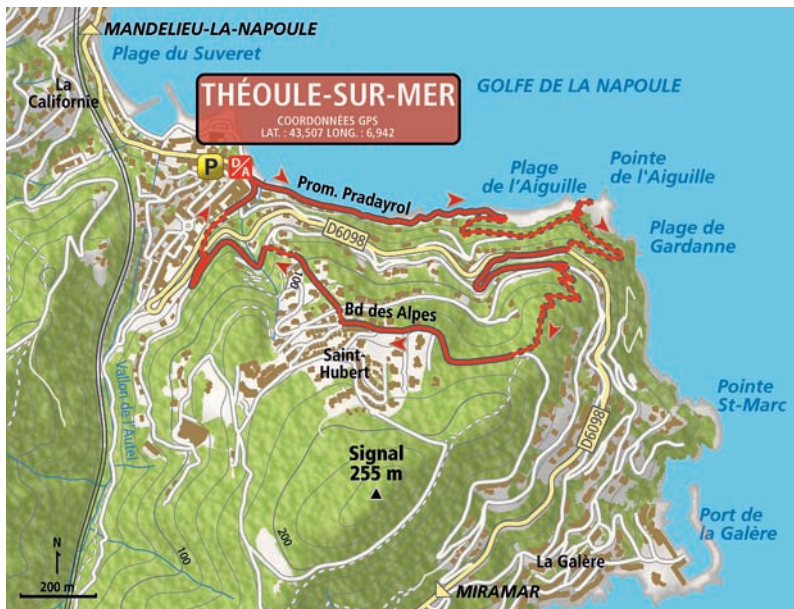 MANDELIEU-LA-NAPOULE
Plage du Suveret
La
Californie
THÉOULE-SUR-MER
COORDONNÉES GPS
LAT. : 43,507 LONG. : 6,942
GOLFE DE LA NAPOULE
P
D/A
Prom. Pradayrol
Plage
de l'Aiguille
Pointe
de l'Aiguille
Plage de
Gardanne
D6098
100
Bd des Alpes
Saint-
Hubert
Vallon de l'Autel
Signal
255 m
D6098
Pointe
St-Marc
Port de
la Galère
200
100
La Galère
N
200 m
MIRAMAR